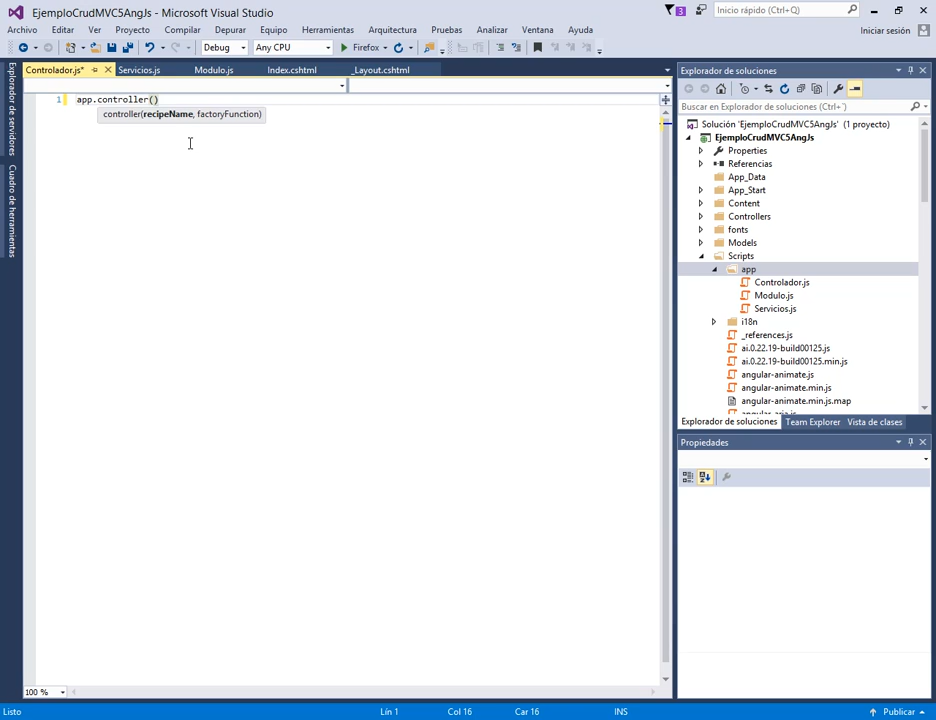 EjemploCrudMVC5AngJs - Microsoft Visual Studio
3
Inicio rápido (Ctrl+Q)
Archivo Editar Ver Proyecto Compilar Depurar Equipo Herramientas Arquitectura Pruebas Analizar Ventana Ayuda
Iniciar sesión
Debug Any CPU Firefox
Controlador.js* Servicios.js Modulo.js Index.cshtml _Layout.cshtml
Explorador de servidores
Cuadro de herramientas
1 app.controller()
controller(recipeName, factoryFunction)
100 %
Explorador de soluciones
Buscar en Explorador de soluciones (Ctrl+¨)
Solución 'EjemploCrudMVC5AngJs' (1 proyecto)
EjemploCrudMVC5AngJs
Properties
Referencias
App_Data
App_Start
Content
Controllers
fonts
Models
Scripts
app
Controlador.js
Modulo.js
Servicios.js
i18n
_references.js
ai.0.22.19-build00125.js
ai.0.22.19-build00125.min.js
angular-animate.js
angular-animate.min.js
angular-animate.min.js.map
angular-aria.js
Explorador de soluciones Team Explorer Vista de clases
Propiedades
Listo Lín 1 Col 16 Car 16 INS Publicar